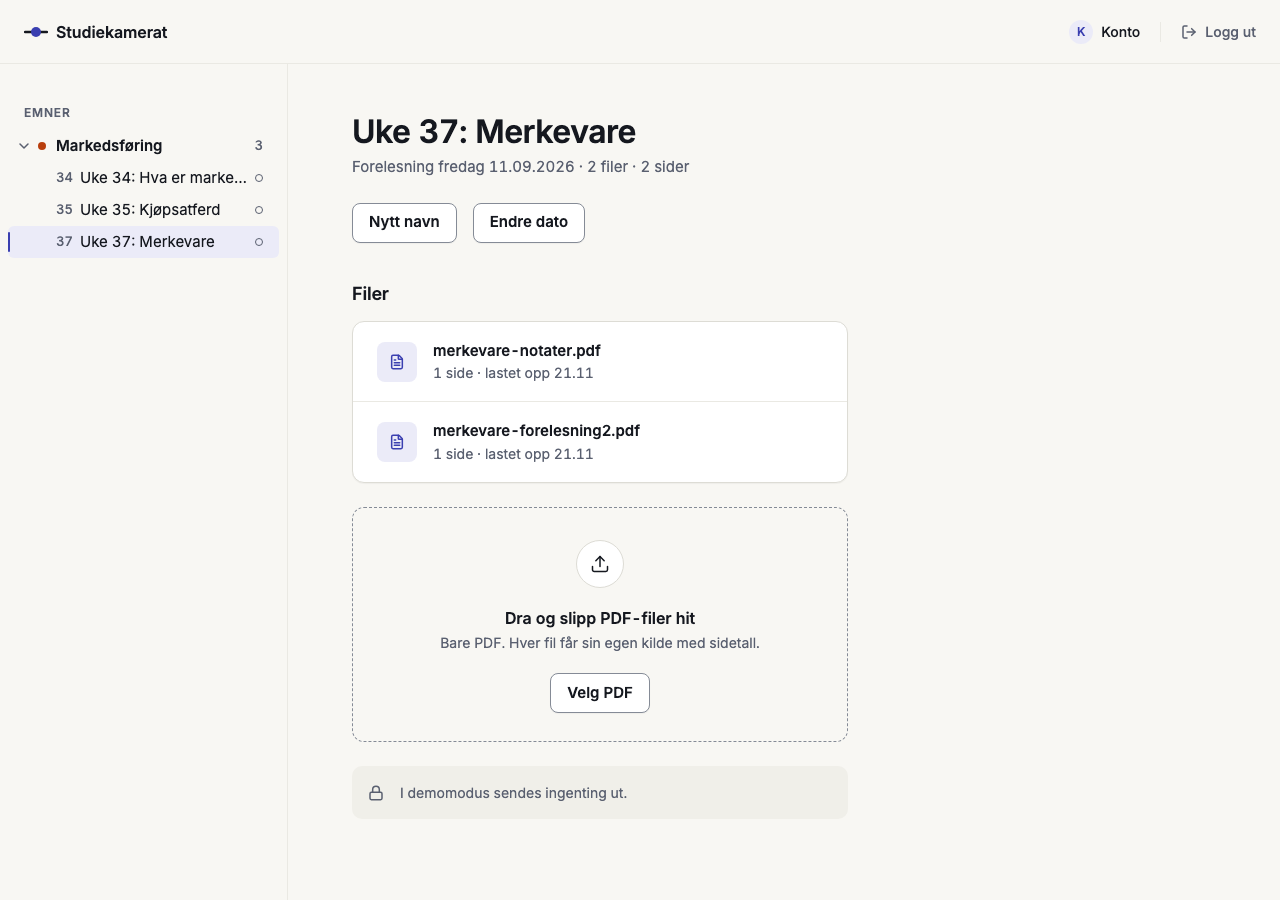 Studiekamerat
K Konto
Logg ut
EMNER
Markedsføring 3
34 Uke 34: Hva er marke...
35 Uke 35: Kjøpsatferd
37 Uke 37: Merkevare
Uke 37: Merkevare
Forelesning fredag 11.09.2026 · 2 filer · 2 sider
Nytt navn
Endre dato
Filer
merkevare-notater.pdf
1 side · lastet opp 21.11
merkevare-forelesning2.pdf
1 side · lastet opp 21.11
Dra og slipp PDF-filer hit
Bare PDF. Hver fil får sin egen kilde med sidetall.
Velg PDF
I demomodus sendes ingenting ut.